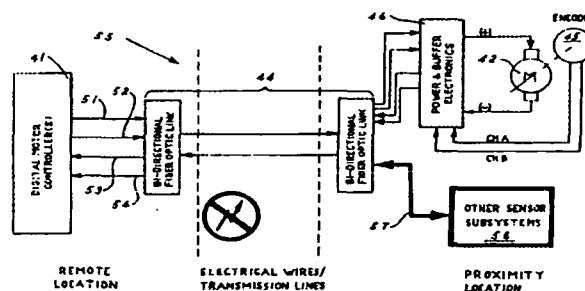 55
41
51
52
53
54
DIGITAL MOTOR
CONTROLLER(S)
BI-DIRECTIONAL
FIBER OPTIC LINK
44
BI-DIRECTIONAL
FIBER OPTIC LINK
46
POWER & BUFFER
ELECTRONICS
(+)
42
(-)
ENCODE
45
CH A
CH B
57
OTHER SENSOR
SUBSYSTEMS
58
REMOTE
LOCATION
ELECTRICAL WIRES/
TRANSMISSION LINES
PROXIMITY
LOCATION